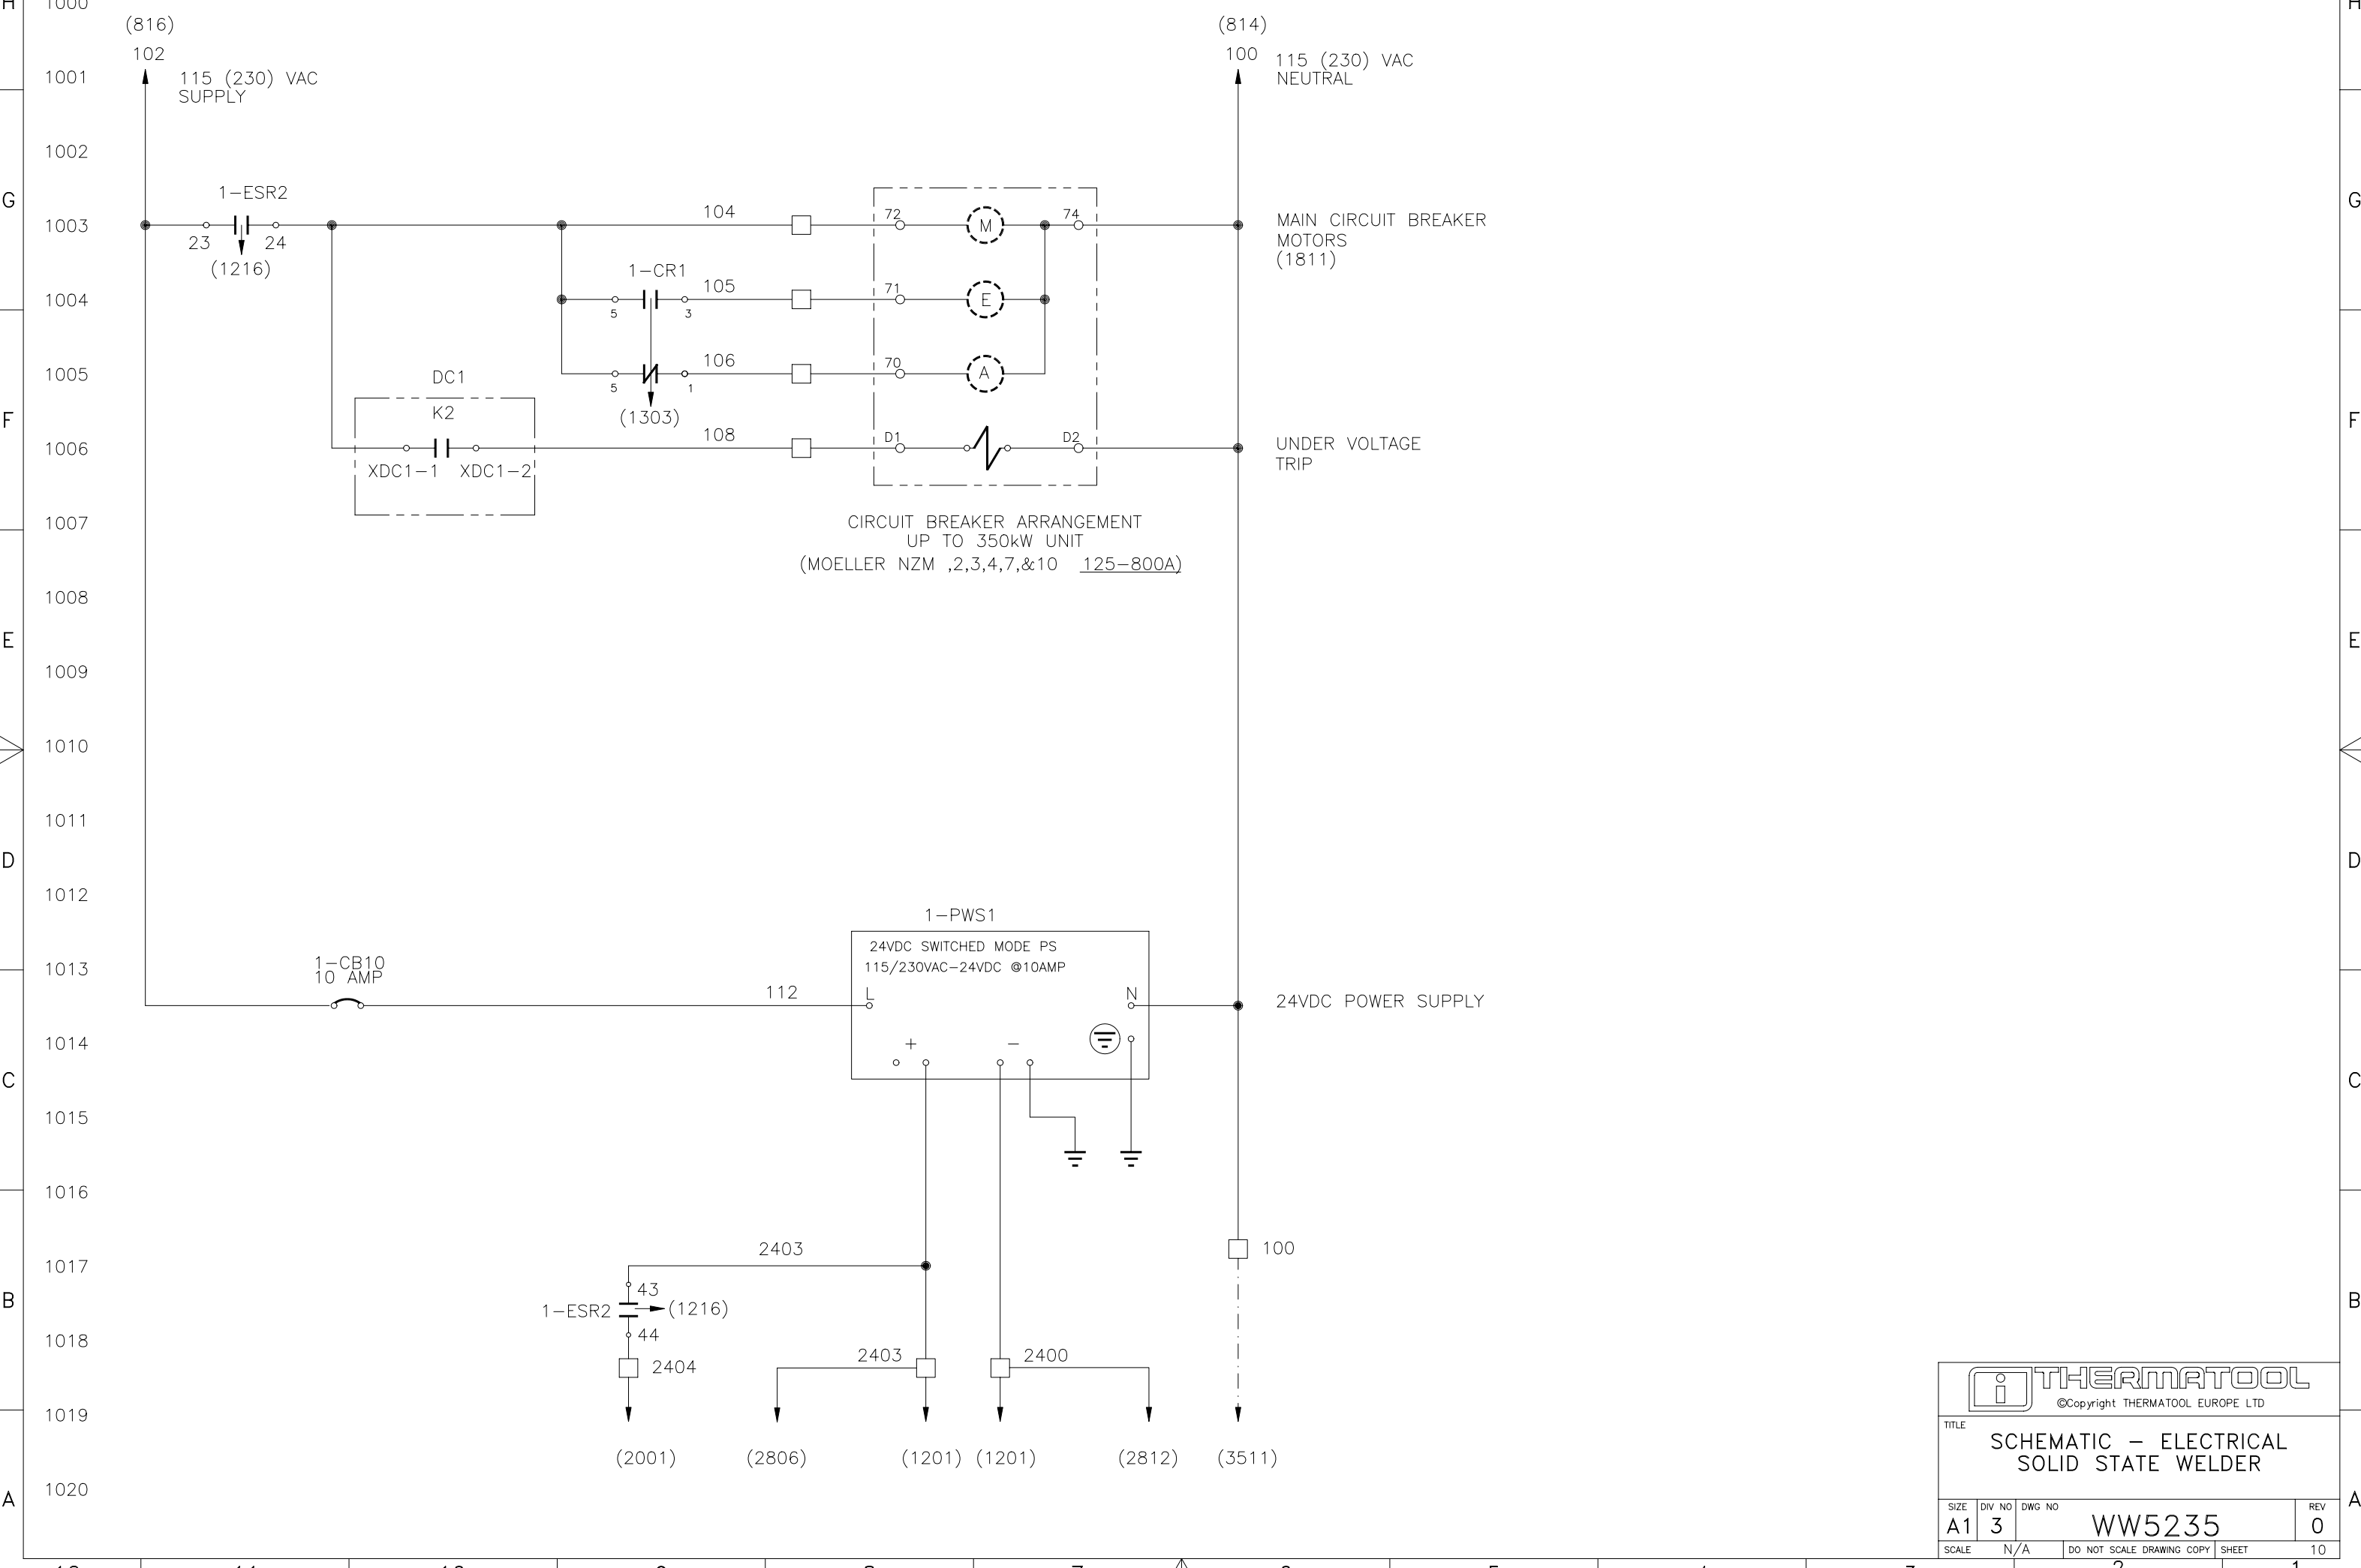 H
1000
H
(816)
(814)
102
100
115 (230) VAC
NEUTRAL
1001
115 (230) VAC
SUPPLY
1002
G
1-ESR2
G
1003
23
24
(1216)
104
72
M
74
MAIN CIRCUIT BREAKER
MOTORS
(1811)
1-CR1
1004
5
3
105
71
E
1005
5
1
106
70
A
(1303)
DC1
K2
F
F
1006
XDC1-1
XDC1-2
108
D1
D2
UNDER VOLTAGE
TRIP
1007
CIRCUIT BREAKER ARRANGEMENT
UP TO 350kW UNIT
(MOELLER NZM ,2,3,4,7,&10 125-800A)
1008
E
E
1009
1010
1011
D
D
1012
1-PWS1
24VDC SWITCHED MODE PS
115/230VAC-24VDC @10AMP
1013
1-CB10
10 AMP
112
L
N
24VDC POWER SUPPLY
1014
+
-
C
C
1015
1016
1017
2403
100
43
B
1-ESR2
(1216)
B
1018
44
2404
2403
2400
1019
(2001)
(2806)
(1201)
(1201)
(2812)
(3511)
1020
A
A
THERMATOOL
©Copyright THERMATOOL EUROPE LTD
TITLE
SCHEMATIC - ELECTRICAL
SOLID STATE WELDER
SIZE
DIV NO
DWG NO
REV
A1
3
WW5235
0
SCALE
N/A
DO NOT SCALE DRAWING COPY
SHEET
10